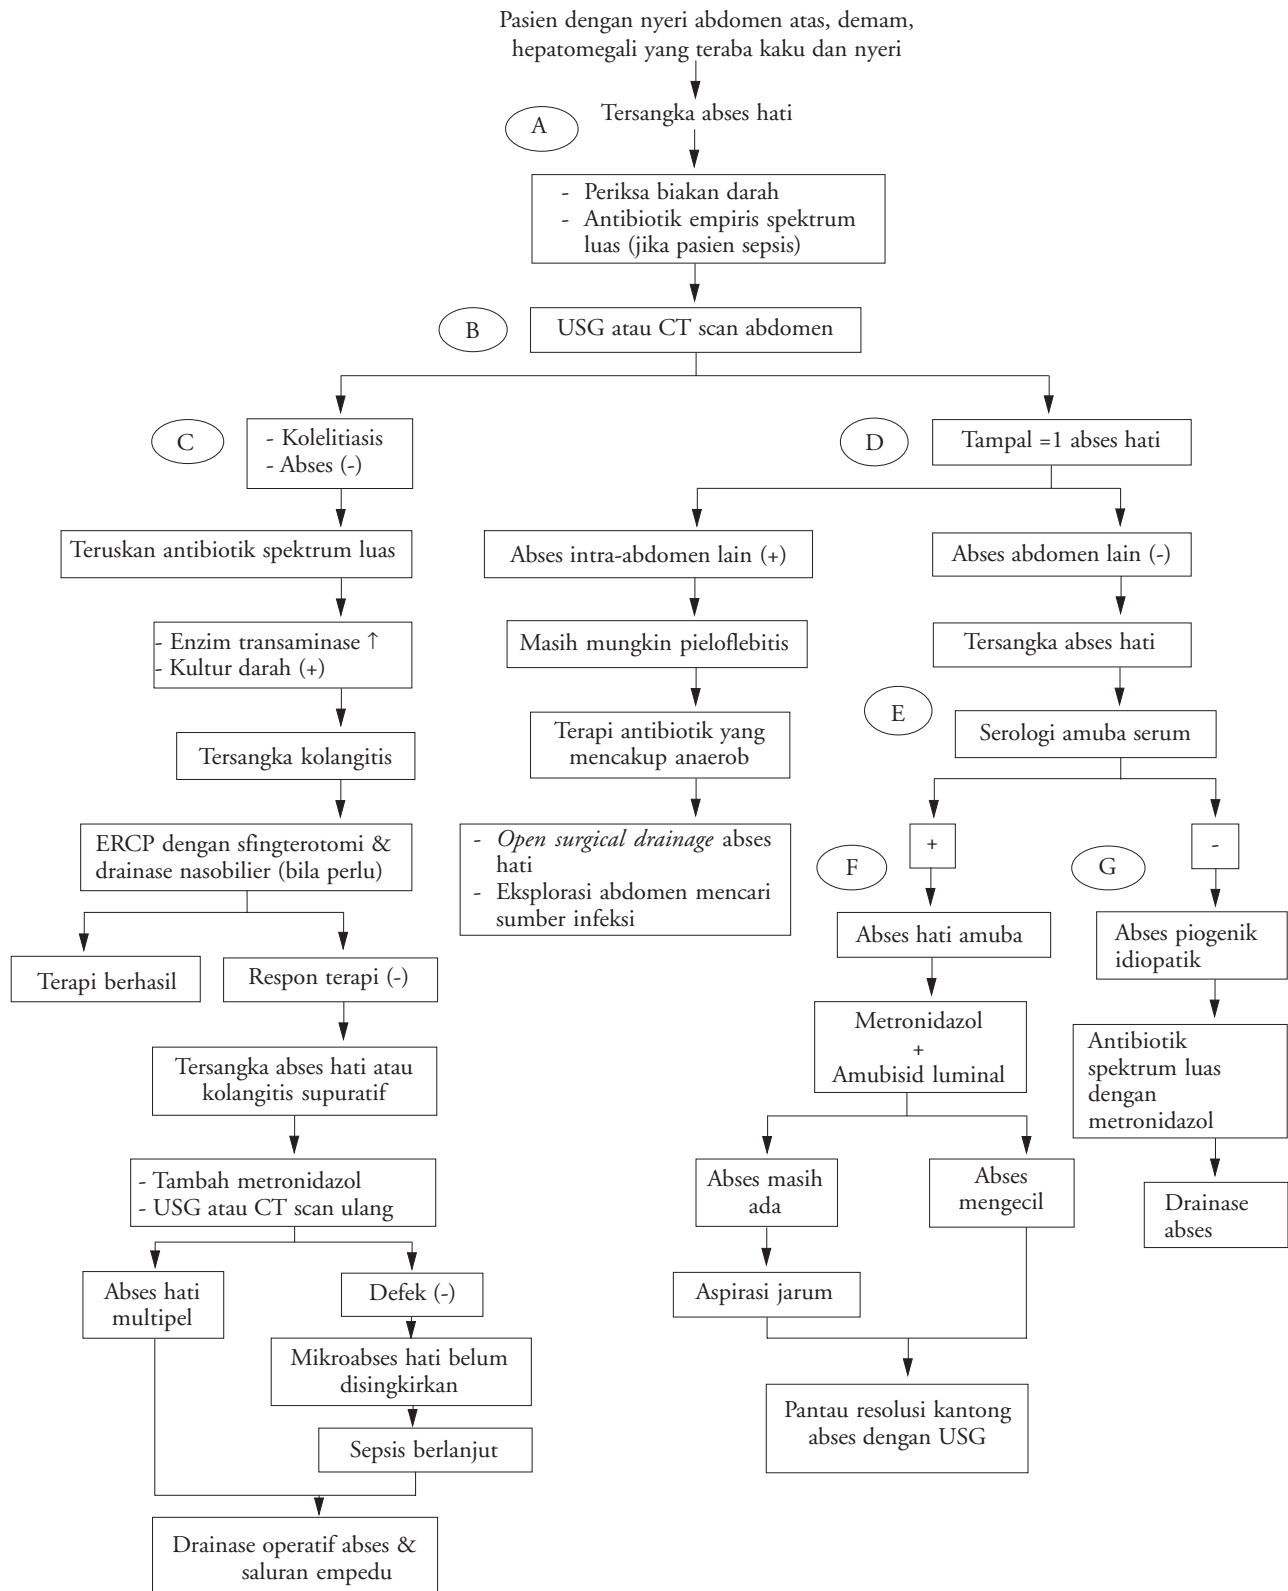 Pasien dengan nyeri abdomen atas, demam,
hepatomegali yang teraba kaku dan nyeri
A
Tersangka abses hati
- Periksa biakan darah
- Antibiotik empiris spektrum
luas (jika pasien sepsis)
B
USG atau CT scan abdomen
C
- Kolelitiasis
- Abses (-)
Teruskan antibiotik spektrum luas
- Enzim transaminase ↑
- Kultur darah (+)
Tersangka kolangitis
ERCP dengan sfingterotomi &
drainase nasobilier (bila perlu)
Terapi berhasil
Respon terapi (-)
Tersangka abses hati atau
kolangitis supuratif
- Tambah metronidazol
- USG atau CT scan ulang
Abses hati
multipel
Defek (-)
Mikroabses hati belum
disingkirkan
Sepsis berlanjut
Drainase operatif abses &
saluran empedu
D
Tampal =1 abses hati
Abses intra-abdomen lain (+)
Masih mungkin pieloflebitis
Terapi antibiotik yang
mencakup anaerob
- Open surgical drainage abses
hati
- Eksplorasi abdomen mencari
sumber infeksi
Abses abdomen lain (-)
Tersangka abses hati
E
Serologi amuba serum
+
F
Abses hati amuba
Metronidazol
+
Amubisid luminal
Abses masih
ada
Aspirasi jarum
Abses
mengecil
Pantau resolusi kantong
abses dengan USG
-
G
Abses piogenik
idiopatik
Antibiotik
spektrum luas
dengan
metronidazol
Drainase
abses